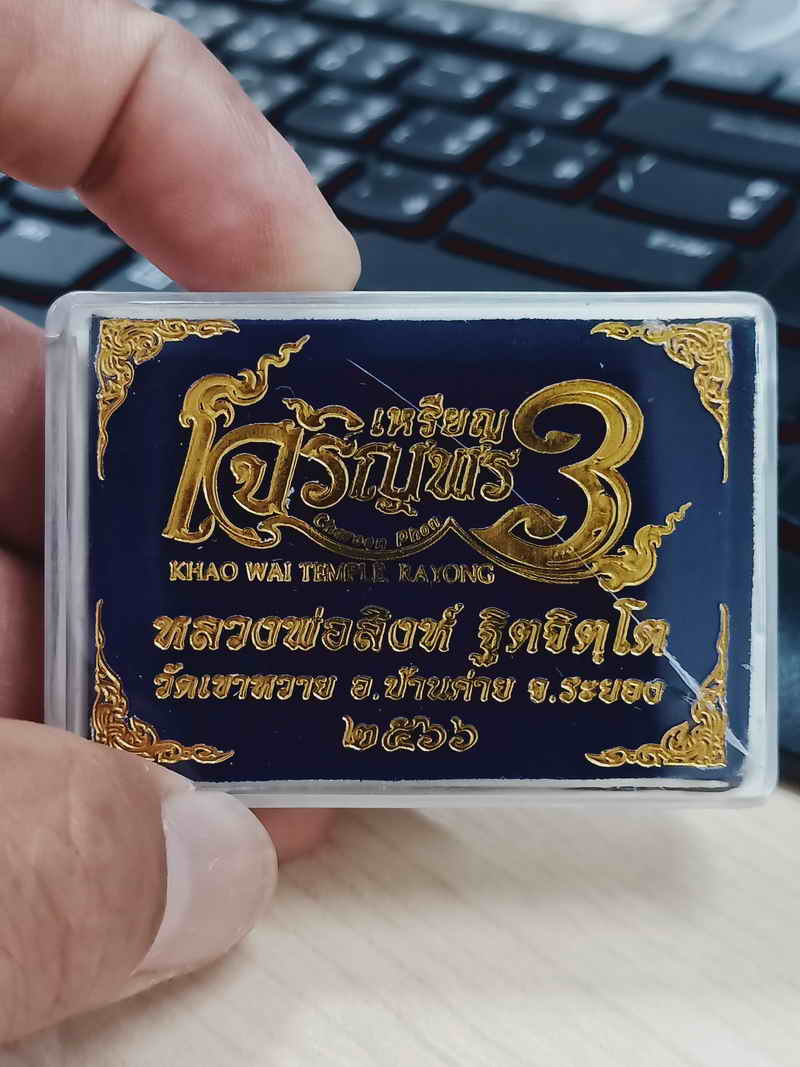 เหรียญ
โจริญพร 3
Charoen Phon
KHAO WAI TEMPLE RAYONG
หลวงพ่อสิงห์ ฐิตจิตฺโต
วัดเขาหวาย อ.บ้านค่าย จ.ระยอง
๒๕๖๖